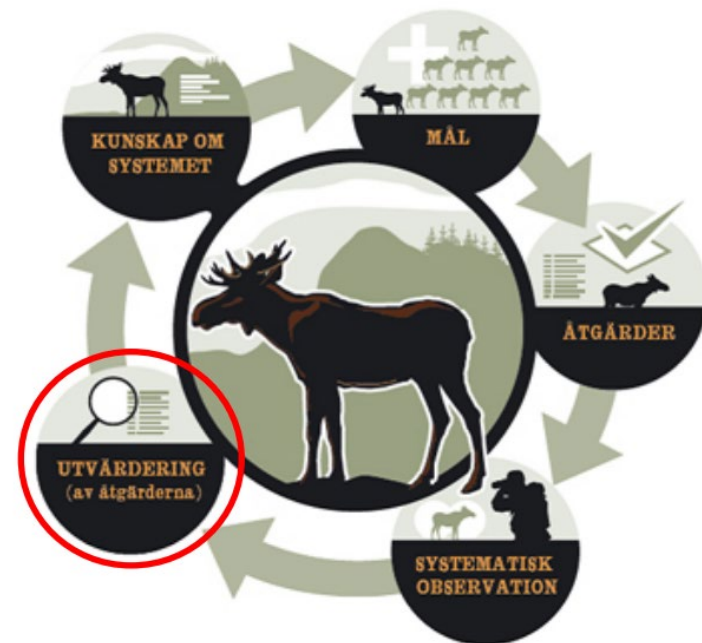 KUNSKAP OM
SYSTEMET
MÅL
ÅTGÄRDER
SYSTEMATISK
OBSERVATION
UTVÄRDERING
(av åtgärderna)